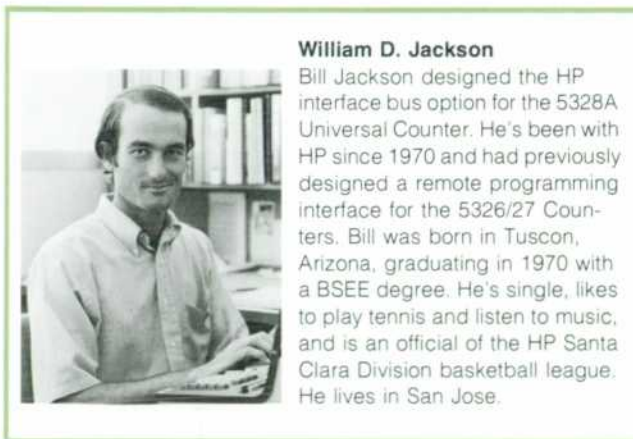 William D. Jackson
Bill Jackson designed the HP
interface bus option for the 5328A
Universal Counter. He's been with
HP since 1970 and had previously
designed a remote programming
interface for the 5326/27 Coun-
ters. Bill was born in Tuscon,
Arizona, graduating in 1970 with
a BSEE degree. He's single, likes
to play tennis and listen to music,
and is an official of the HP Santa
Clara Division basketball league.
He lives in San Jose.